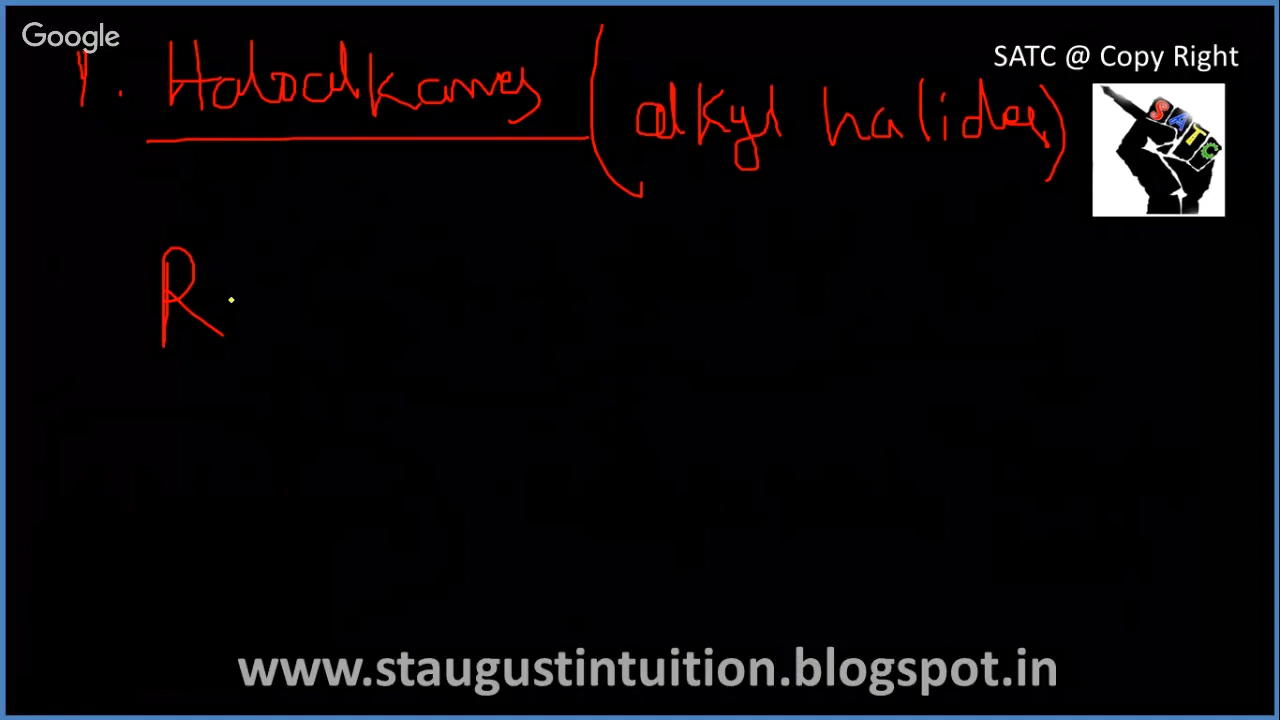 Google
SATC @ Copy Right
1. Haloalkanes (alkyl halides)
SATC
R
www.staugustintuition.blogspot.in